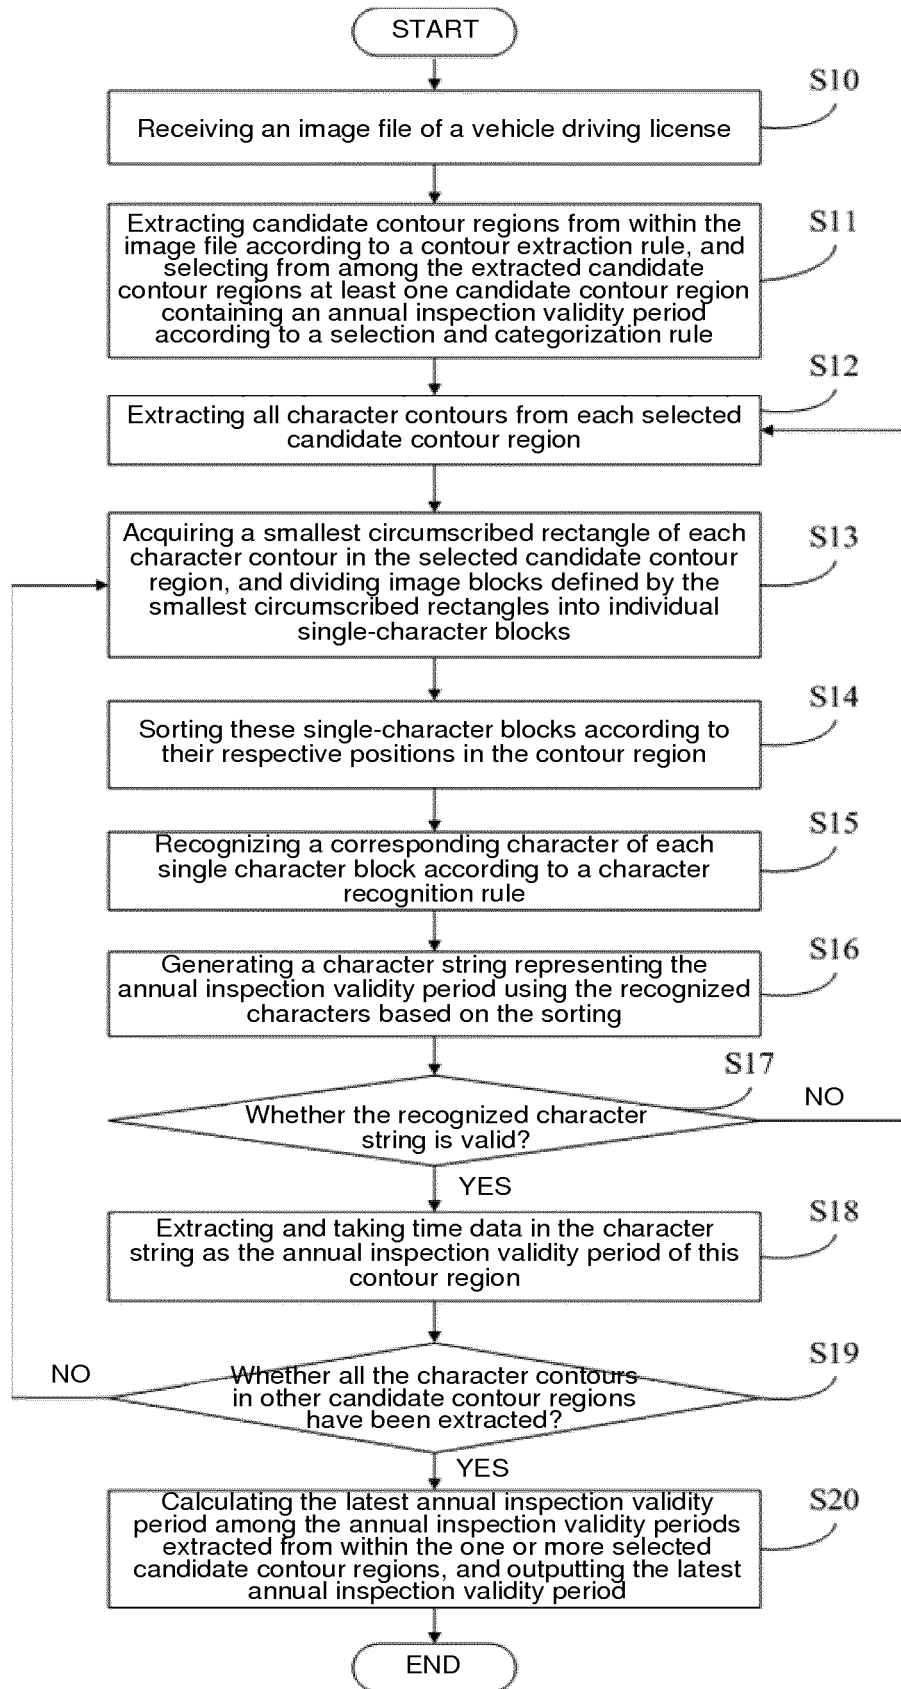 START
S10
Receiving an image file of a vehicle driving license
S11
Extracting candidate contour regions from within the
image file according to a contour extraction rule, and
selecting from among the extracted candidate
contour regions at least one candidate contour region
containing an annual inspection validity period
according to a selection and categorization rule
S12
Extracting all character contours from each selected
candidate contour region
S13
Acquiring a smallest circumscribed rectangle of each
character contour in the selected candidate contour
region, and dividing image blocks defined by the
smallest circumscribed rectangles into individual
single-character blocks
S14
Sorting these single-character blocks according to
their respective positions in the contour region
S15
Recognizing a corresponding character of each
single character block according to a character
recognition rule
S16
Generating a character string representing the
annual inspection validity period using the recognized
characters based on the sorting
S17
Whether the recognized character
string is valid?
NO
YES
S18
Extracting and taking time data in the character
string as the annual inspection validity period of this
contour region
S19
NO
Whether all the character contours
in other candidate contour regions
have been extracted?
YES
S20
Calculating the latest annual inspection validity
period among the annual inspection validity periods
extracted from within the one or more selected
candidate contour regions, and outputting the latest
annual inspection validity period
END